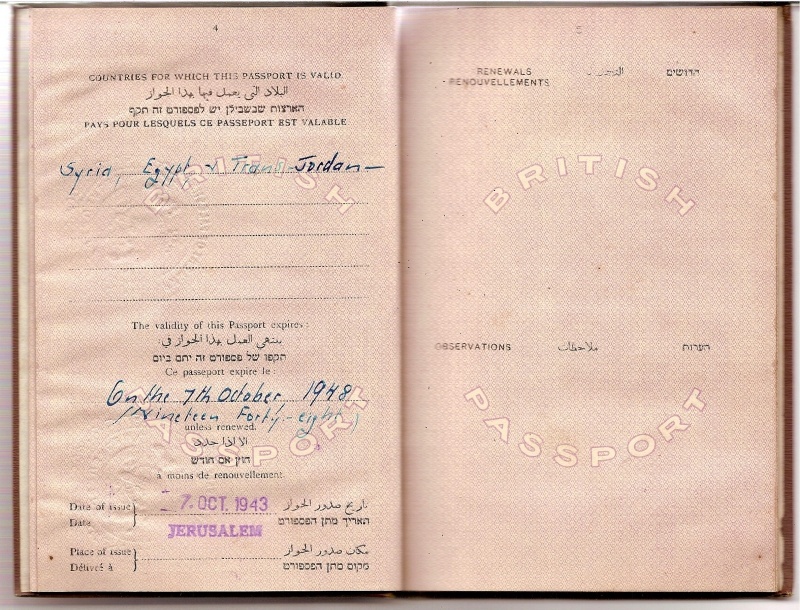 4
COUNTRIES FOR WHICH THIS PASSPORT IS VALID
البلاد التي يعمل فيها بهذا الجواز
הארצות שבשבילן יש לפספורט זה תקף
PAYS POUR LESQUELS CE PASSEPORT EST VALABLE
Syria, Egypt & Trans-Jordan—
BRITISH
The validity of this Passport expires:
ينتهي العمل بهذا الجواز في
תקפו של פספורט זה יתם ביום
Ce passeport expire le:
On the 7th October 1948
(Nineteen Forty-eight)
PASSPORT
unless renewed.
الا اذا جدد
חוץ אם חודש
a moins de renouvellement.
Date of issue
Date
7. OCT. 1943
JERUSALEM
تاريخ صدور الجواز
תאריך מתן הפספורט
Place of issue
Délivré à
مكان صدور الجواز
מקום מתן הפספורט
5
RENEWALS
RENOUVELLEMENTS
חדושים
BRITISH
OBSERVATIONS
ملاحظات
הערות
PASSPORT